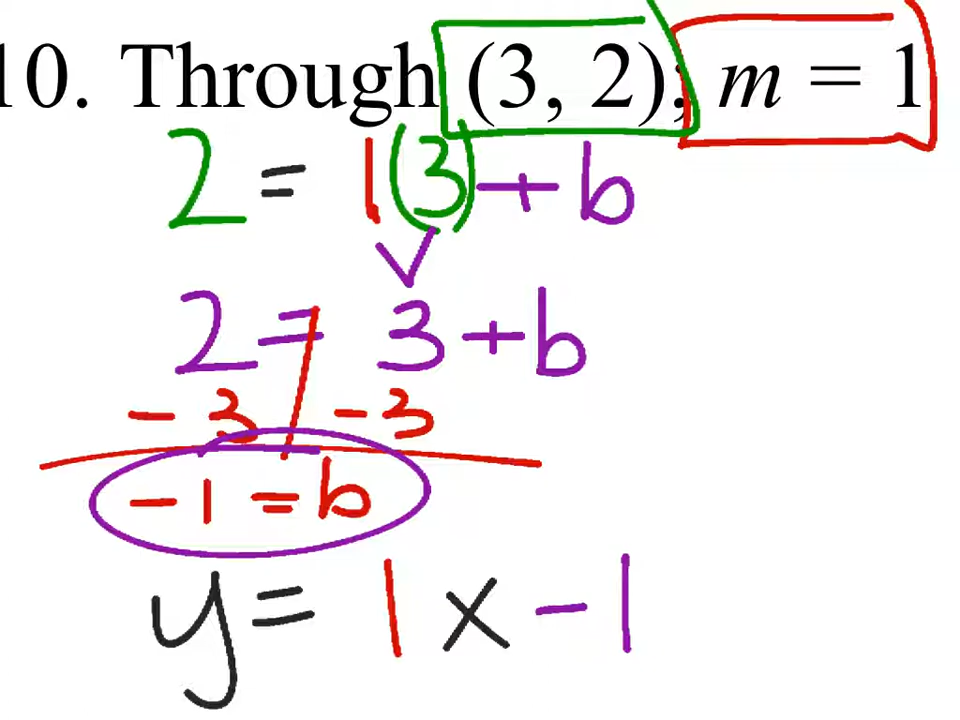 10. Through (3, 2); m = 1
2 = 1(3) + b
2 = 3 + b
- 3 - 3
-1 = b
y = 1x - 1